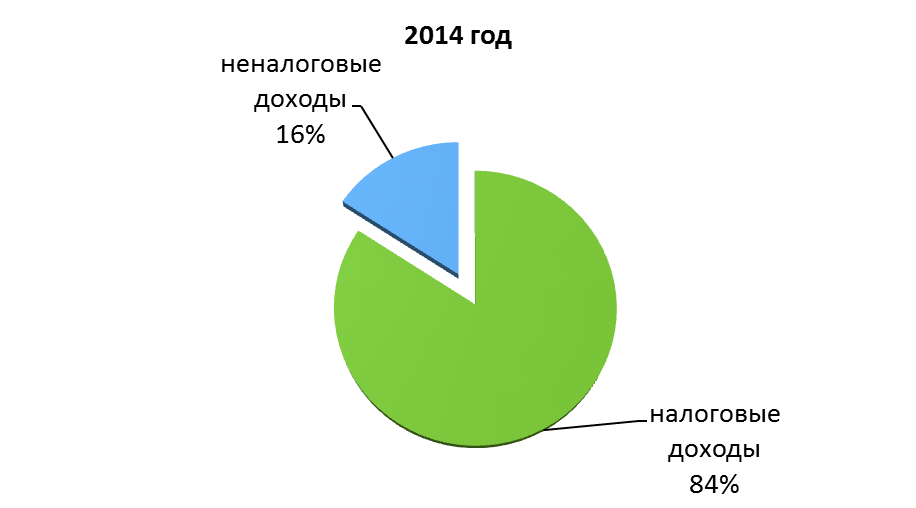 2014 год
неналоговые
доходы
16%
налоговые
доходы
84%